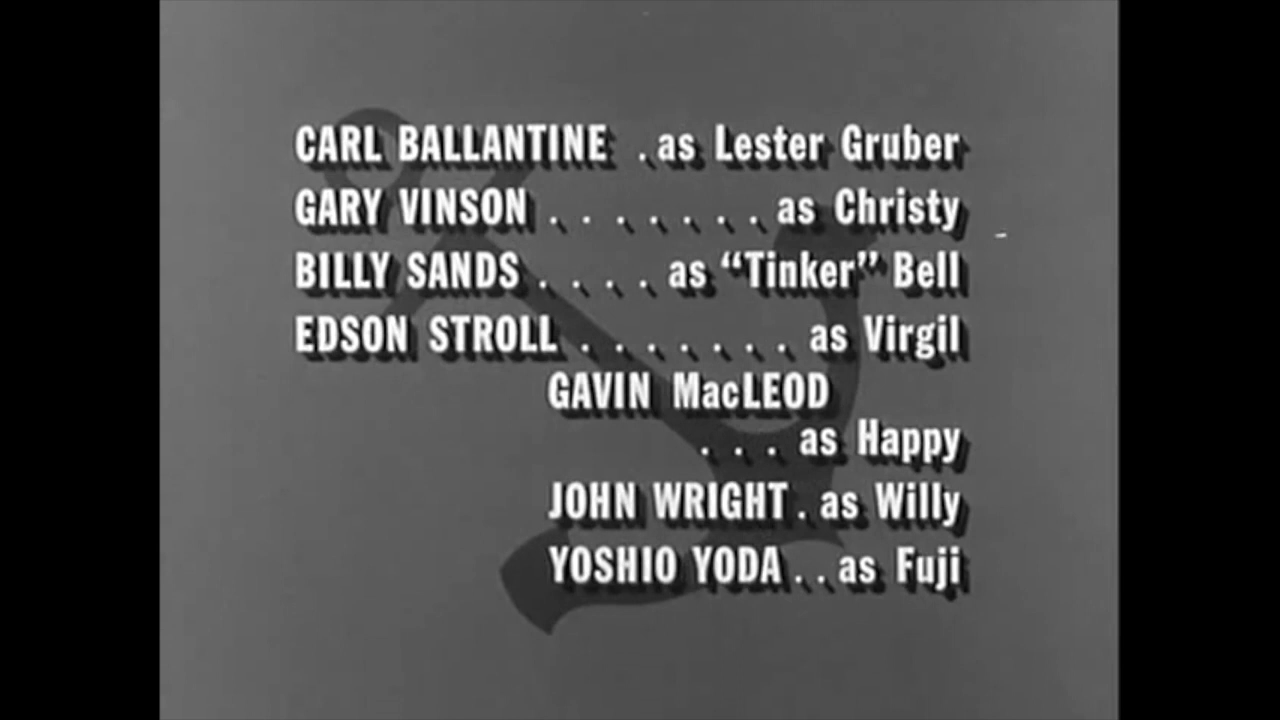 CARL BALLANTINE . as Lester Gruber
GARY VINSON . . . . . . . as Christy
BILLY SANDS . . . . as “Tinker” Bell
EDSON STROLL . . . . . . . as Virgil
GAVIN MacLEOD
. . . as Happy
JOHN WRIGHT . as Willy
YOSHIO YODA . . as Fuji